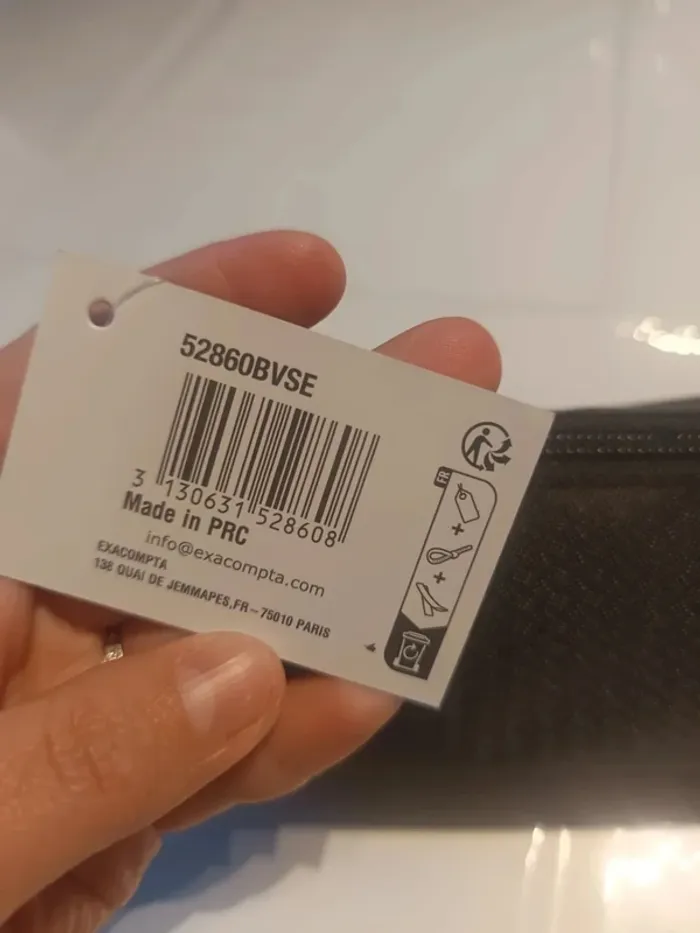 52860BVSE
3 130631 528608
Made in PRC
info@exacompta.com
EXACOMPTA
138 QUAI DE JEMMAPES,FR-75010 PARIS
FR
+
+